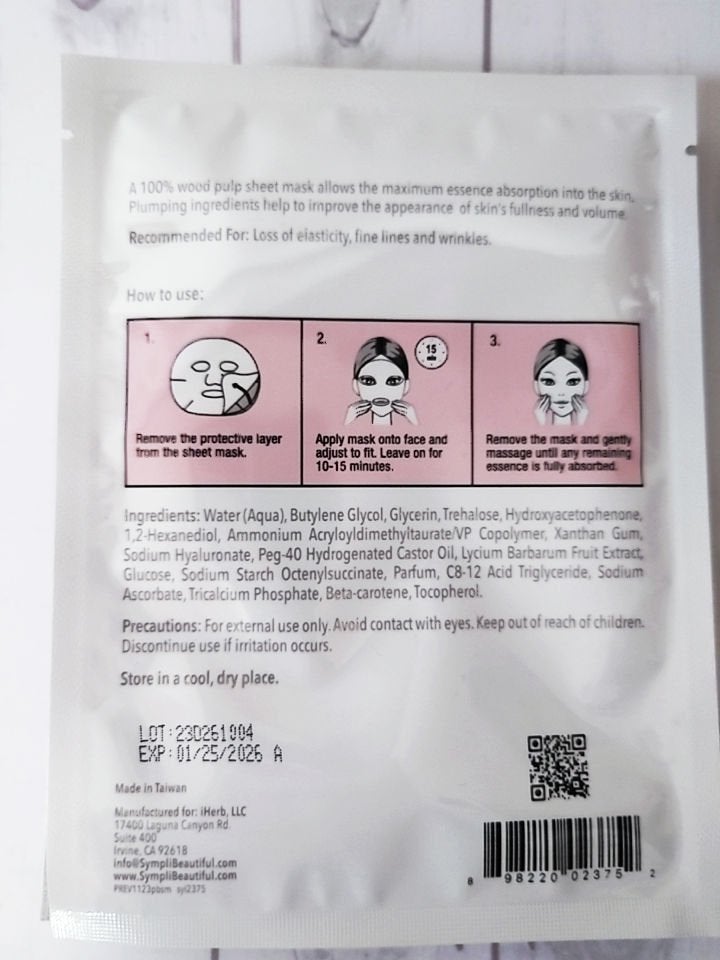 A 100% wood pulp sheet mask allows the maximum essence absorption into the skin.
Plumping ingredients help to improve the appearance of skin's fullness and volume.
Recommended For: Loss of elasticity, fine lines and wrinkles.
How to use:
1.
Remove the protective layer
from the sheet mask.
2.
15
min
Apply mask onto face and
adjust to fit. Leave on for
10-15 minutes.
3.
Remove the mask and gently
massage until any remaining
essence is fully absorbed.
Ingredients: Water (Aqua), Butylene Glycol, Glycerin, Trehalose, Hydroxyacetophenone,
1,2-Hexanediol, Ammonium Acryloyldimethyltaurate/VP Copolymer, Xanthan Gum,
Sodium Hyaluronate, Peg-40 Hydrogenated Castor Oil, Lycium Barbarum Fruit Extract,
Glucose, Sodium Starch Octenylsuccinate, Parfum, C8-12 Acid Triglyceride, Sodium
Ascorbate, Tricalcium Phosphate, Beta-carotene, Tocopherol.
Precautions: For external use only. Avoid contact with eyes. Keep out of reach of children.
Discontinue use if irritation occurs.
Store in a cool, dry place.
LOT:23D261004
EXP:01/25/2026 A
Made in Taiwan
Manufactured for: iHerb, LLC
17400 Laguna Canyon Rd.
Suite 400
Irvine, CA 92618
info@SympliBeautiful.com
www.SympliBeautiful.com
PREV1123pbsm syl2375
8 98220 02375 2